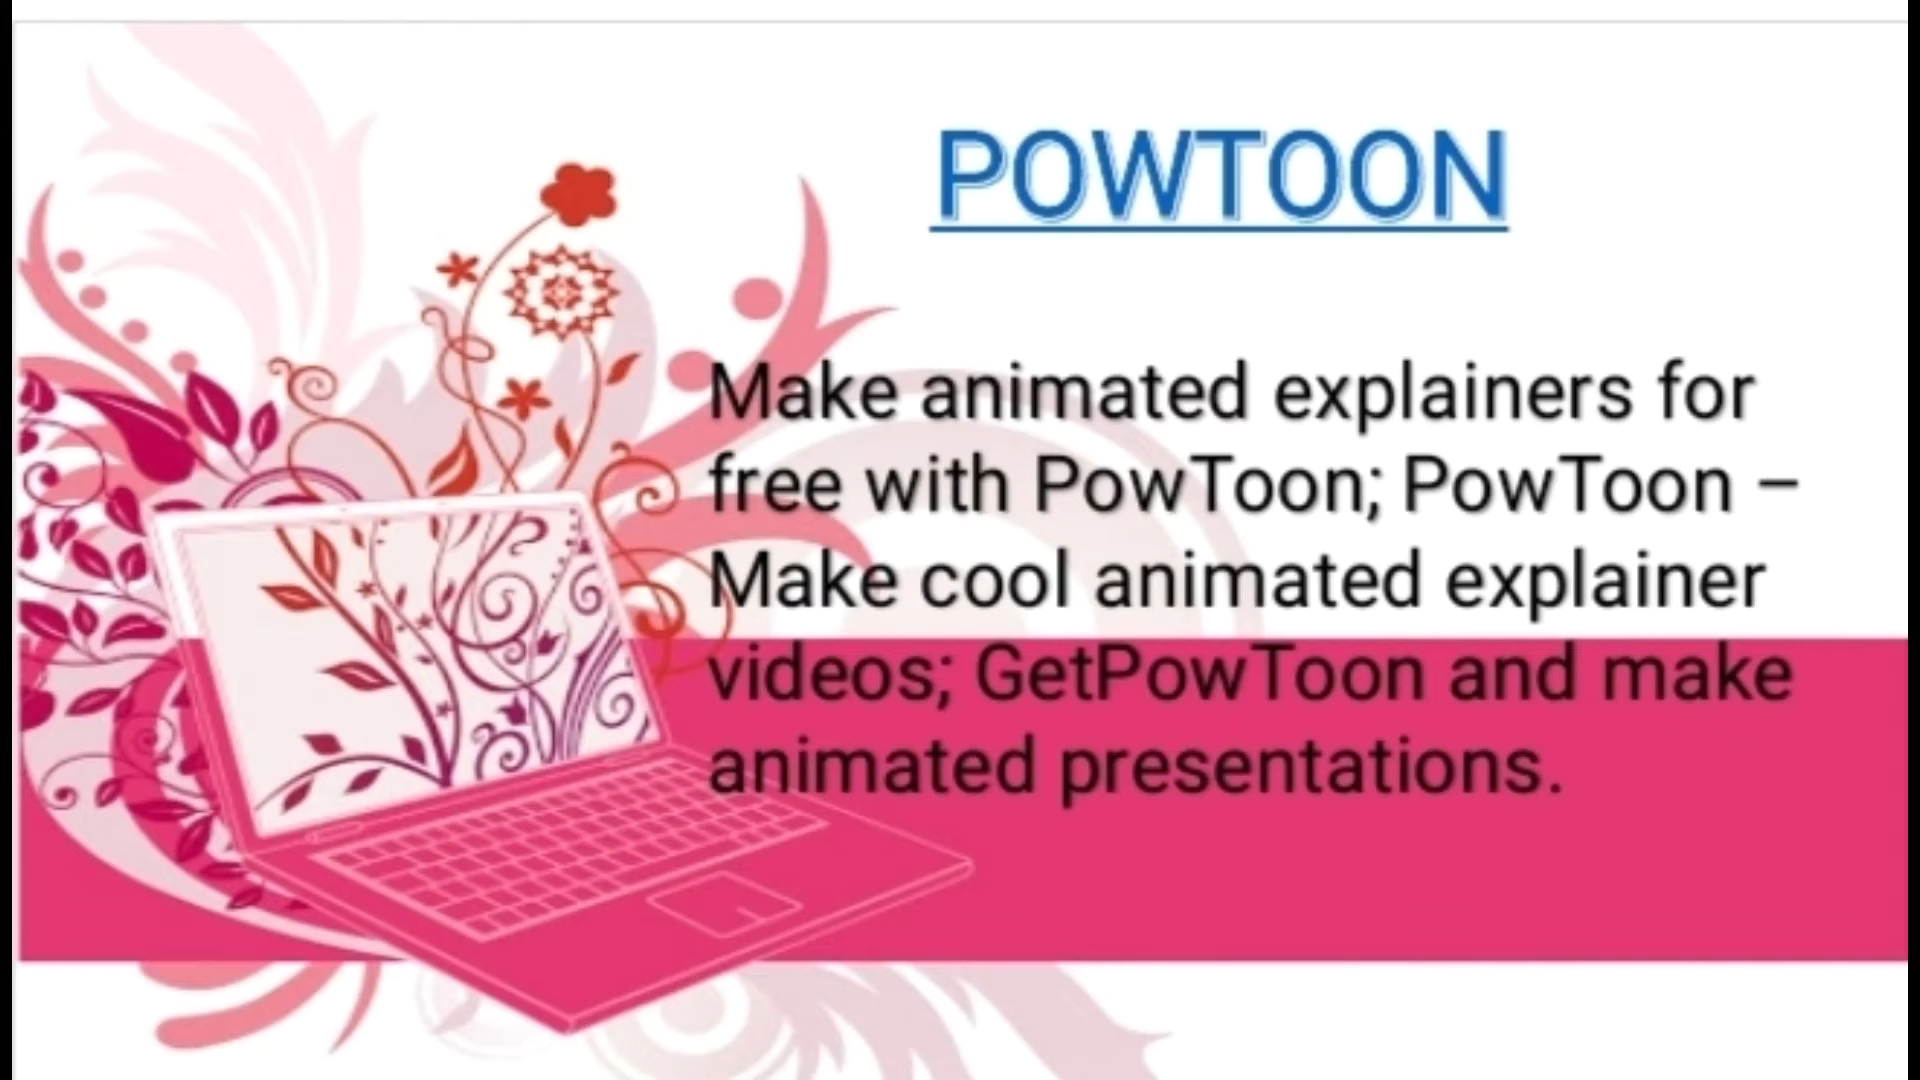 POWTOON
Make animated explainers for
free with PowToon; PowToon –
Make cool animated explainer
videos; GetPowToon and make
animated presentations.